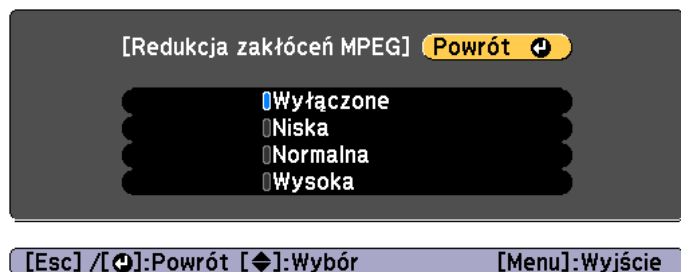 [Redukcja zakłóceń MPEG] Powrót
Wyłączone
Niska
Normalna
Wysoka
[Esc] /[]:Powrót []:Wybór [Menu]:Wyjście